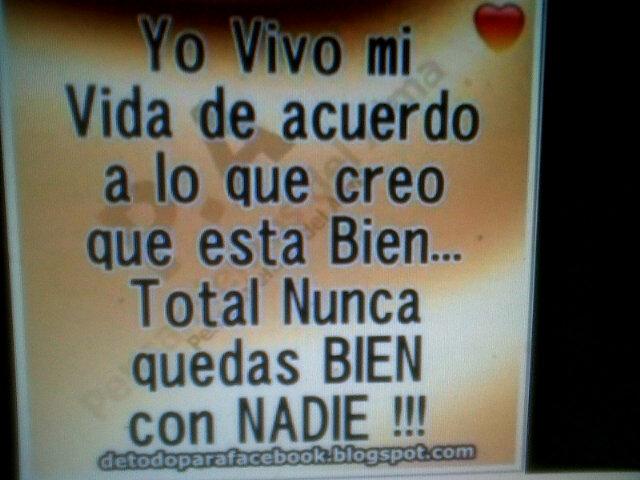 Yo Vivo mi
Vida de acuerdo
a lo que creo
que esta Bien...
Total Nunca
quedas BIEN
con NADIE !!!
detodoparafacebook.blogspot.com